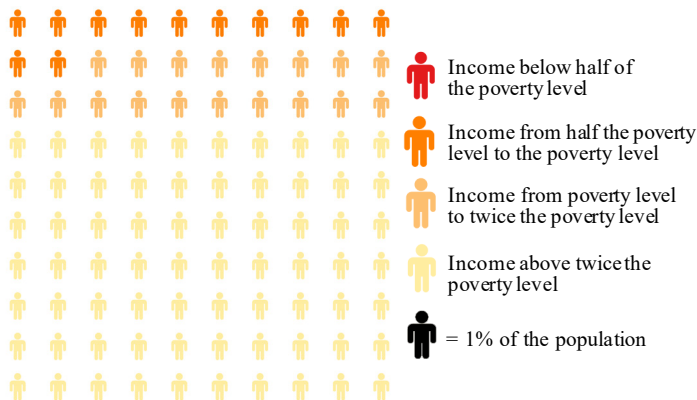 Income below half of
the poverty level
Income from half the poverty
level to the poverty level
Income from poverty level
to twice the poverty level
Income above twice the
poverty level
= 1% of the population